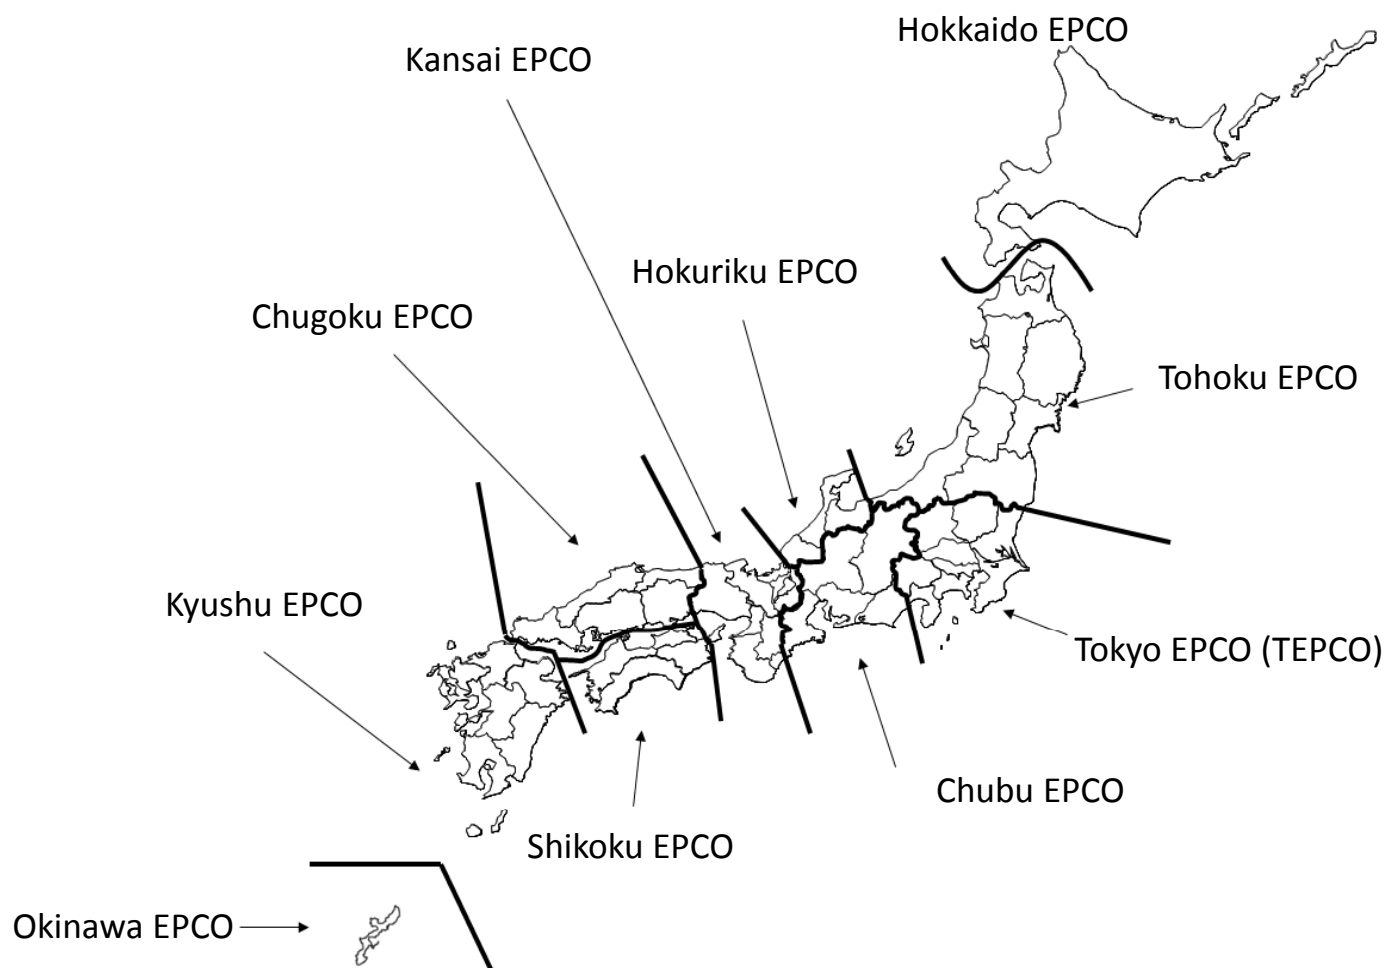 Hokkaido EPCO
Kansai EPCO
Hokuriku EPCO
Chugoku EPCO
Tohoku EPCO
Kyushu EPCO
Tokyo EPCO (TEPCO)
Chubu EPCO
Shikoku EPCO
Okinawa EPCO